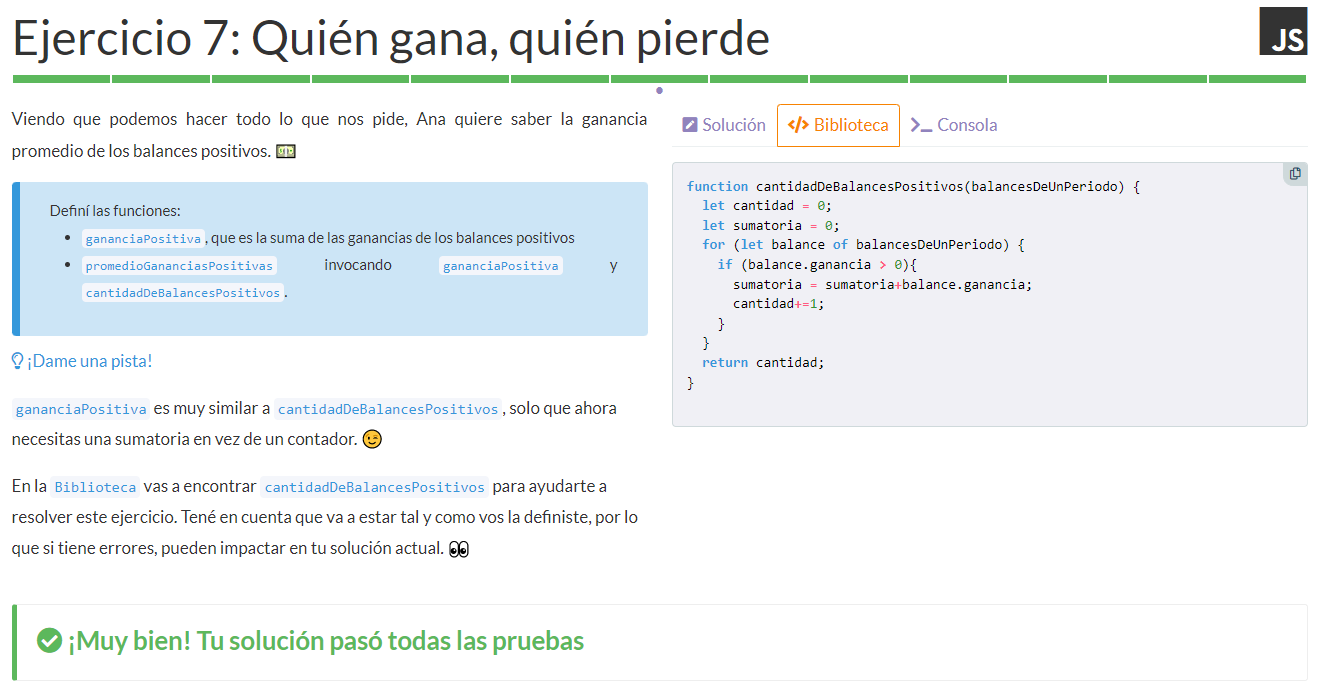 Ejercicio 7: Quién gana, quién pierde
JS
Viendo que podemos hacer todo lo que nos pide, Ana quiere saber la ganancia
promedio de los balances positivos.
Definí las funciones:
gananciaPositiva, que es la suma de las ganancias de los balances positivos
promedioGananciasPositivas invocando gananciaPositiva y
cantidadDeBalancesPositivos.
¡Dame una pista!
gananciaPositiva es muy similar a cantidadDeBalancesPositivos, solo que ahora
necesitas una sumatoria en vez de un contador.
En la Biblioteca vas a encontrar cantidadDeBalancesPositivos para ayudarte a
resolver este ejercicio. Tené en cuenta que va a estar tal y como vos la definiste, por lo
que si tiene errores, pueden impactar en tu solución actual.
Solución
</> Biblioteca
Consola
function cantidadDeBalancesPositivos(balancesDeUnPeriodo) {
  let cantidad = 0;
  let sumatoria = 0;
  for (let balance of balancesDeUnPeriodo) {
    if (balance.ganancia > 0){
      sumatoria = sumatoria+balance.ganancia;
      cantidad+=1;
    }
  }
  return cantidad;
}
¡Muy bien! Tu solución pasó todas las pruebas